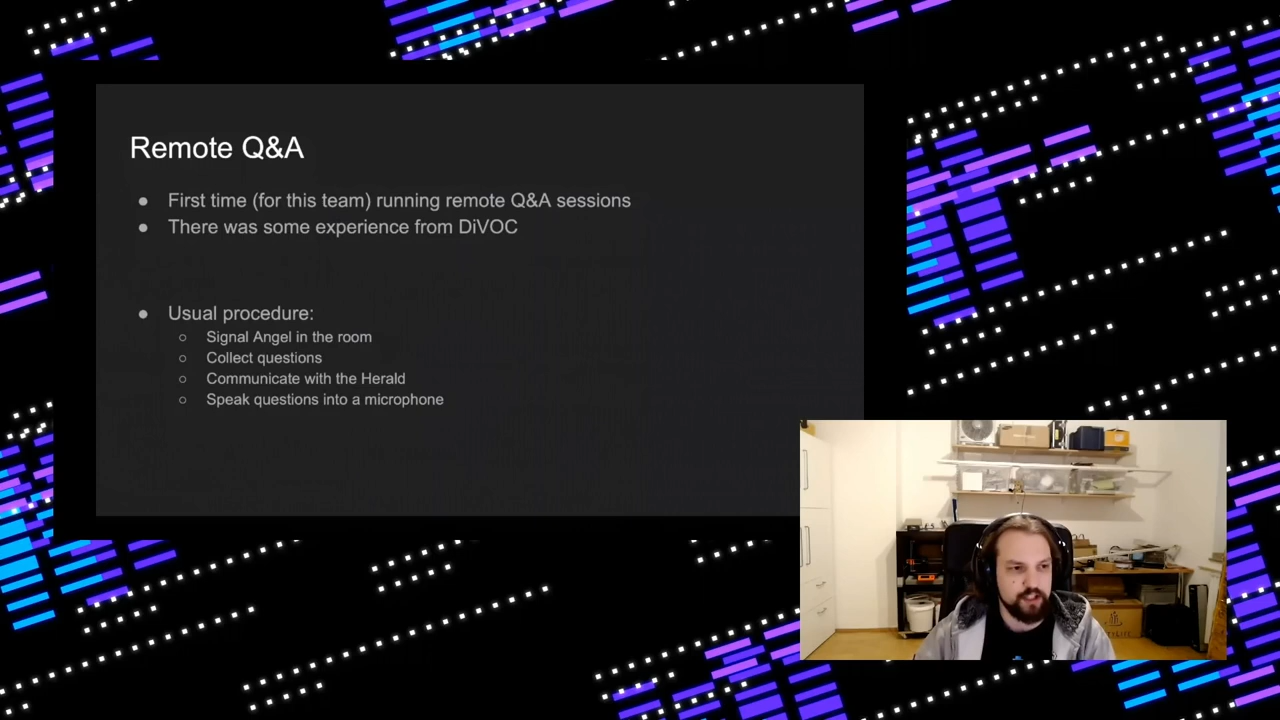 Remote Q&A
● First time (for this team) running remote Q&A sessions
● There was some experience from DiVOC
● Usual procedure:
○ Signal Angel in the room
○ Collect questions
○ Communicate with the Herald
○ Speak questions into a microphone